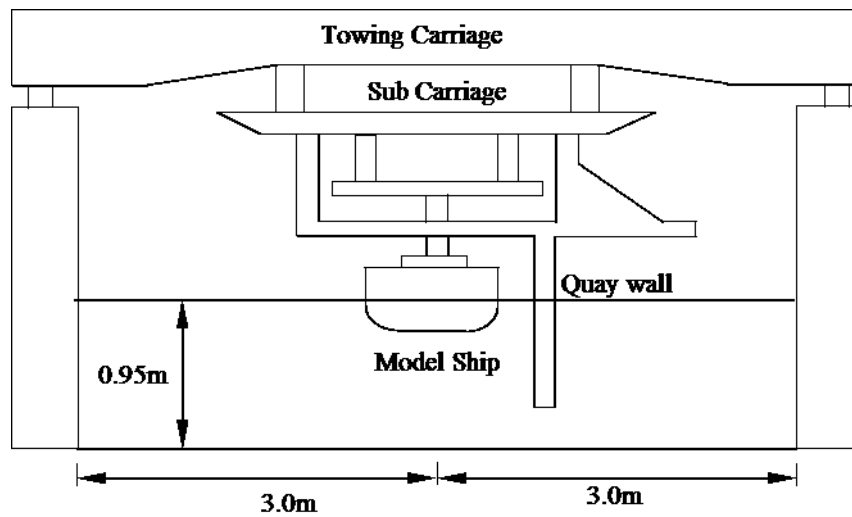 Towing Carriage
Sub Carriage
Quay wall
Model Ship
0.95m
3.0m
3.0m